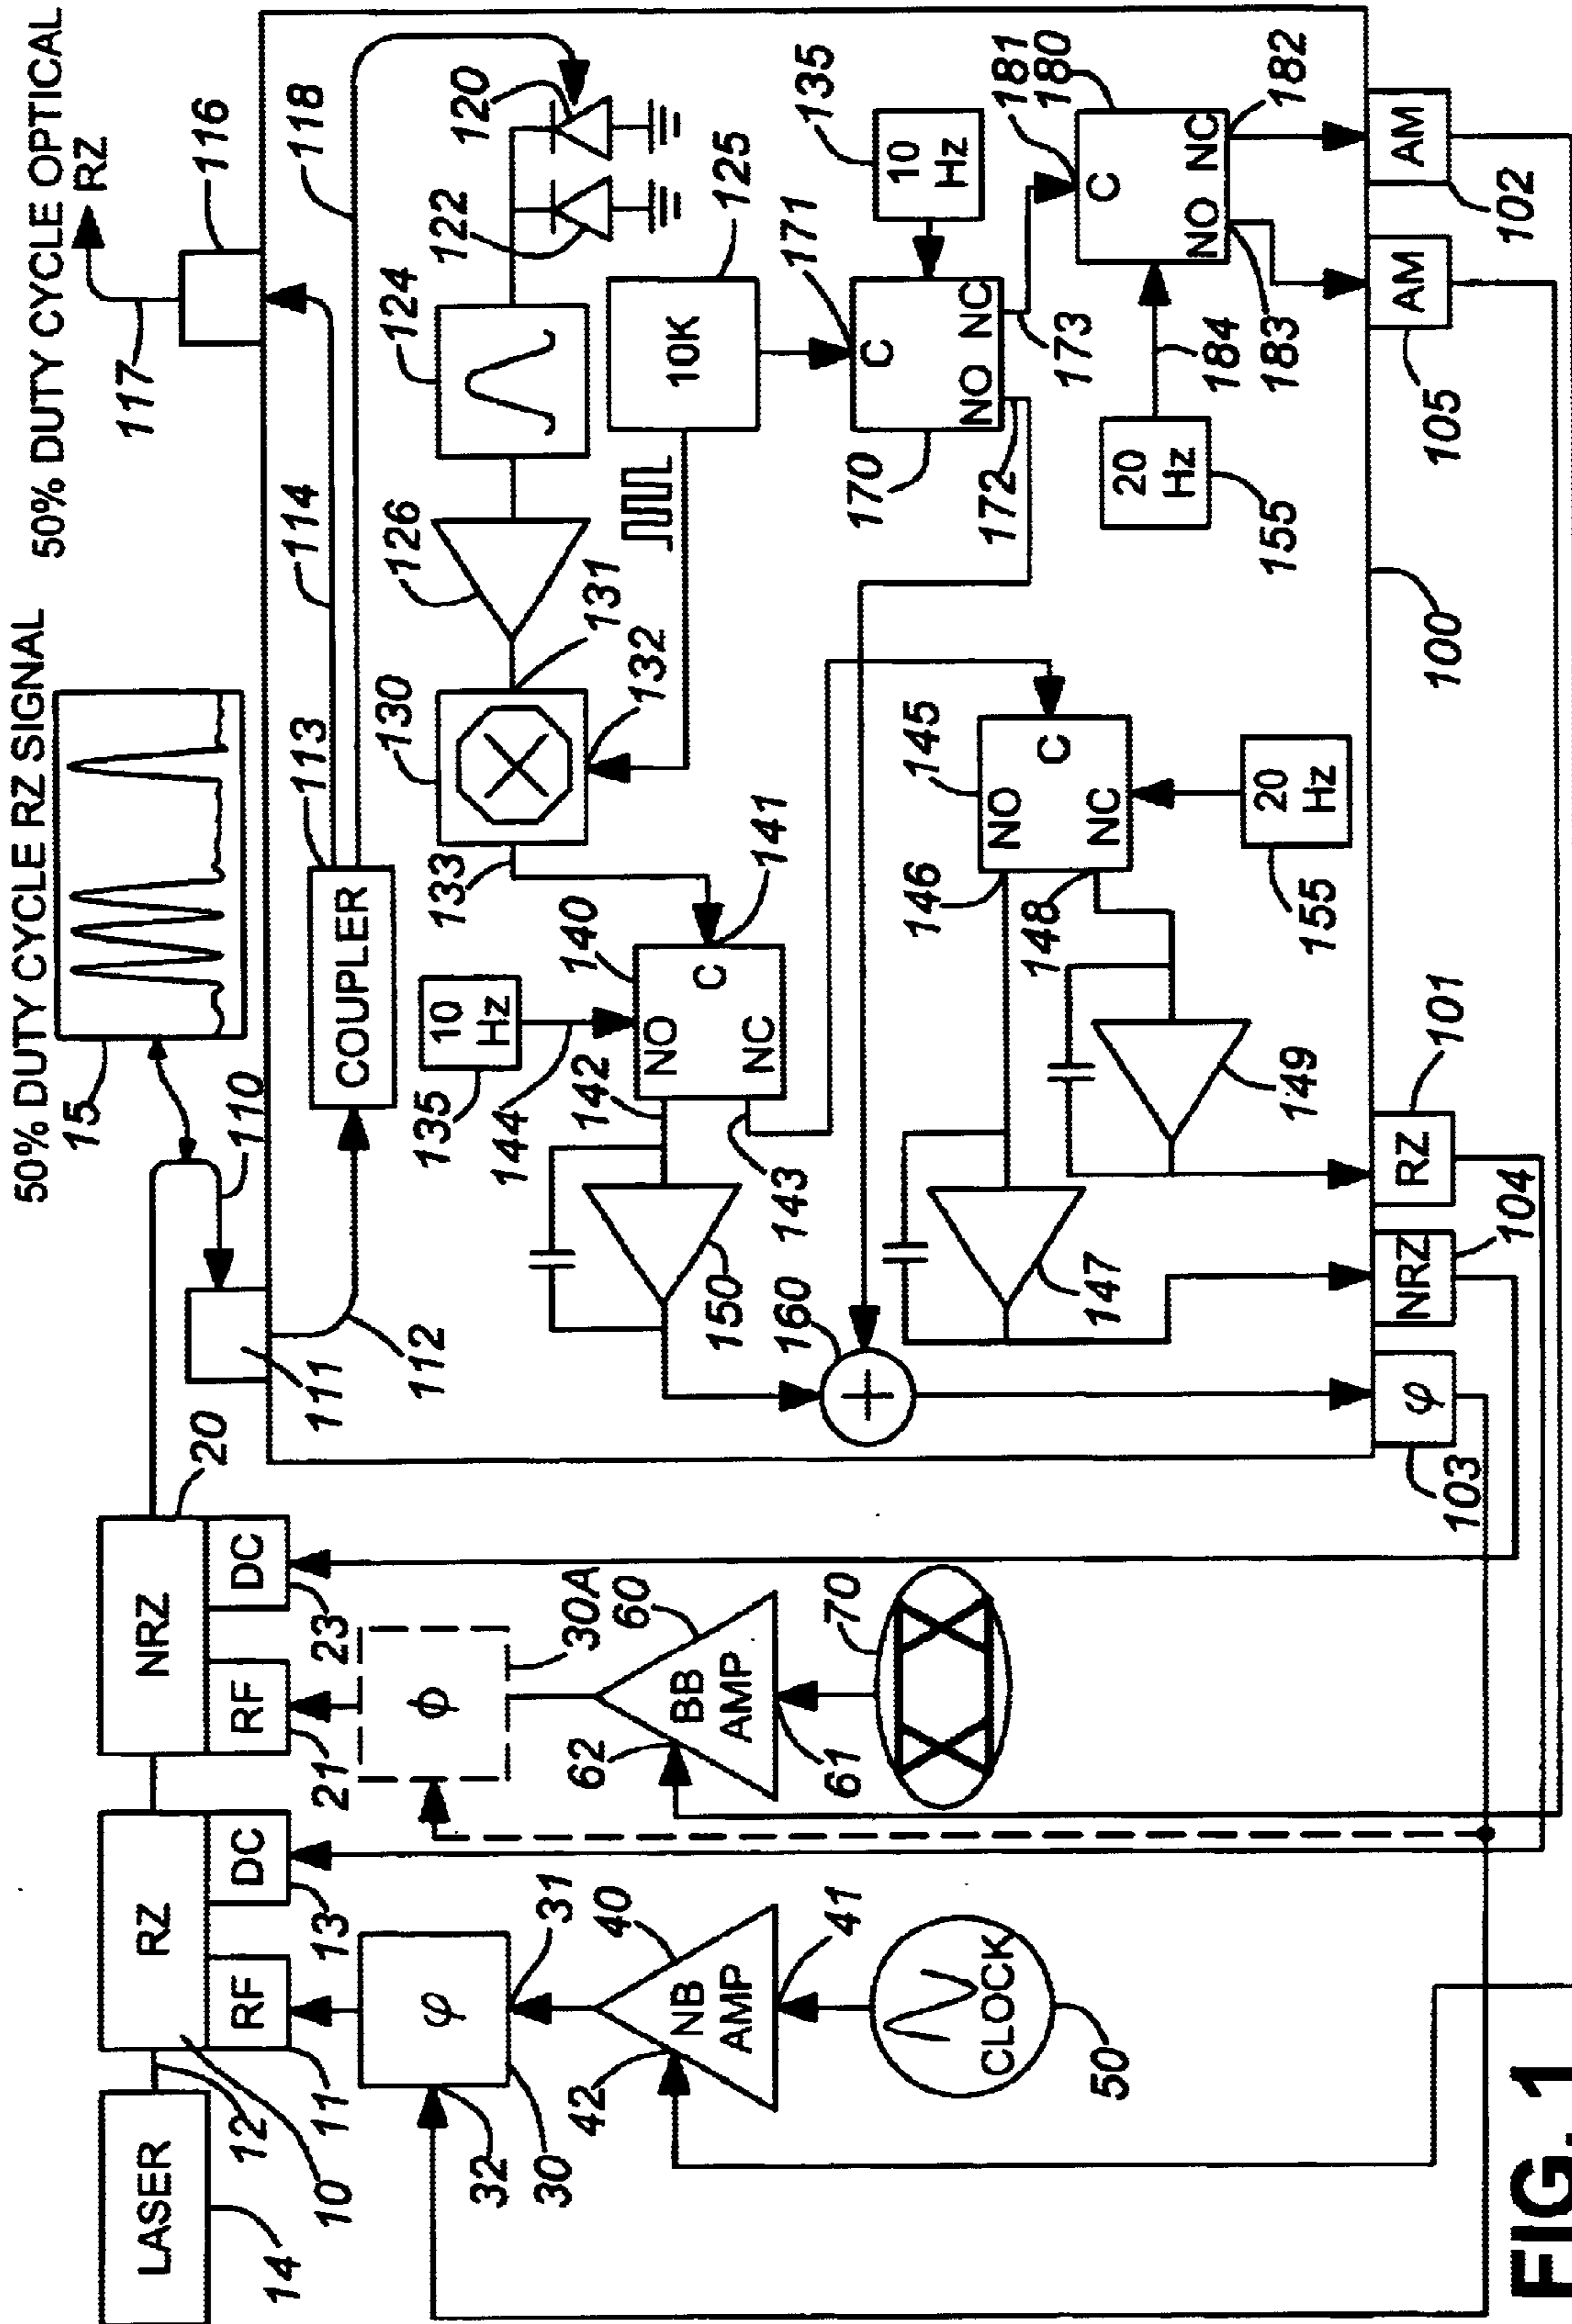 50% DUTY CYCLE RZ SIGNAL
50% DUTY CYCLE OPTICAL
RZ
15
117
116
110
111
112
113
COUPLER
114
118
LASER
14
12
10
RZ
RF
DC
11
13
NRZ
RF
DC
20
21
23
φ
32
30
31
ϕ
30A
NB
AMP
40
41
42
CLOCK
50
BB
AMP
60
61
62
70
120
122
124
126
10K
125
130
131
132
133
10
Hz
135
144
140
141
C
NO
NC
142
143
150
160
145
C
NO
NC
146
148
147
149
20
Hz
155
10
Hz
135
170
171
C
NO
NC
172
173
180
181
C
NO
NC
182
183
184
20
Hz
155
100
φ
103
NRZ
104
RZ
101
AM
105
AM
102
FIG. 1